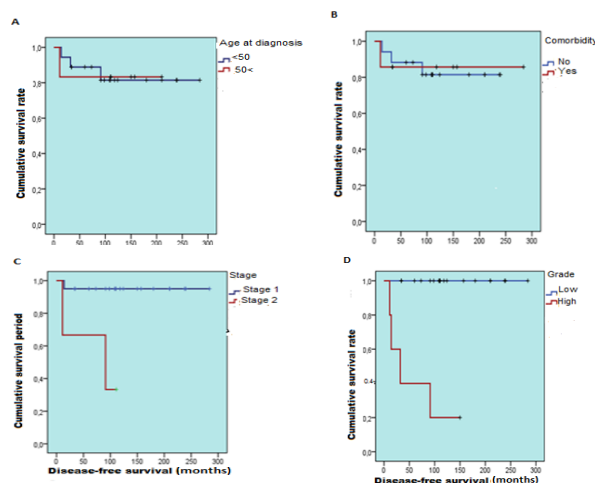 A
Age at diagnosis
<50
50<
Cumulative survival rate
1,0
0,8
0,6
0,4
0,2
0,0
0 50 100 150 200 250 300
B
Comorbidity
No
Yes
Cumulative survival rate
1,0
0,8
0,6
0,4
0,2
0,0
0 50 100 150 200 250 300
C
Stage
Stage 1
Stage 2
Cumulative survival period
1,0
0,8
0,6
0,4
0,2
0,0
0 50 100 150 200 250 300
Disease-free survival (months)
D
Grade
Low
High
Cumulative survival rate
1,0
0,8
0,6
0.4
0,2
0,0
0 50 100 150 200 250 300
Disease-free survival (months)